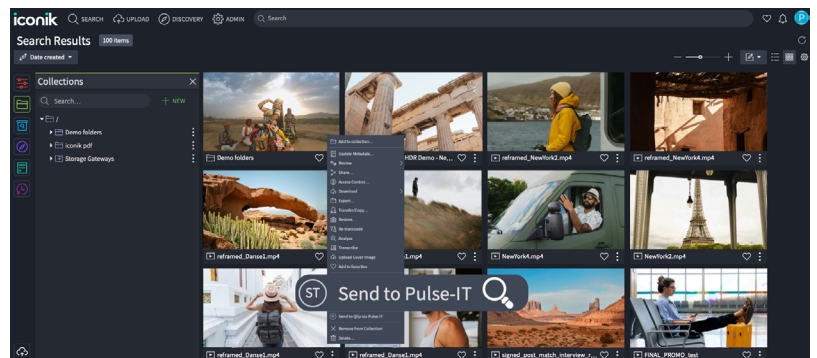 iconik SEARCH UPLOAD DISCOVERY ADMIN Search P
Search Results 100 items
Date created
Collections
Search... + NEW
/
Demo folders
iconik pdf
Storage Gateways
Demo folders
HDR Demo - Ne...
reframed_NewYork2.mp4
reframed_NewYork4.mp4
Add to collection...
Update Metadata...
Review
Share...
Access Control...
Download
Export...
Transfer/Copy...
Restore...
Re-transcode
Analyze
Transcribe
Upload Cover Image
Add to Favorites
reframed_Danse1.mp4
1.mp4
NewYork4.mp4
NewYork2.mp4
ST Send to Pulse-IT
Send to Qlip via Pulse-IT
Remove from Collection
Delete...
reframed_Danse1.mp4
reframed_Danse1.mp4
signed_post_match_interview_r...
FINAL_PROMO_test